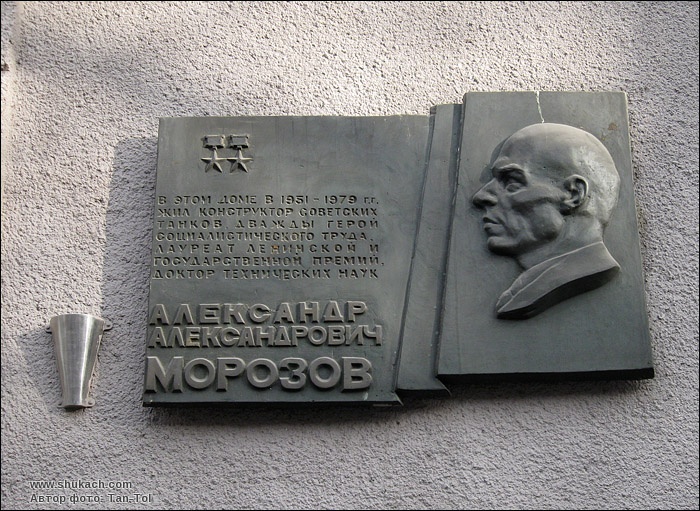 В ЭТОМ ДОМЕ В 1951 - 1979 г.г.
ЖИЛ КОНСТРУКТОР СОВЕТСКИХ
ТАНКОВ, ДВАЖДЫ ГЕРОЙ
СОЦИАЛИСТИЧЕСКОГО ТРУДА,
ЛАУРЕАТ ЛЕНИНСКОЙ И
ГОСУДАРСТВЕННОЙ ПРЕМИЙ,
ДОКТОР ТЕХНИЧЕСКИХ НАУК
АЛЕКСАНДР
АЛЕКСАНДРОВИЧ
МОРОЗОВ
www.shukach.com
Автор фото- Tan-Tol